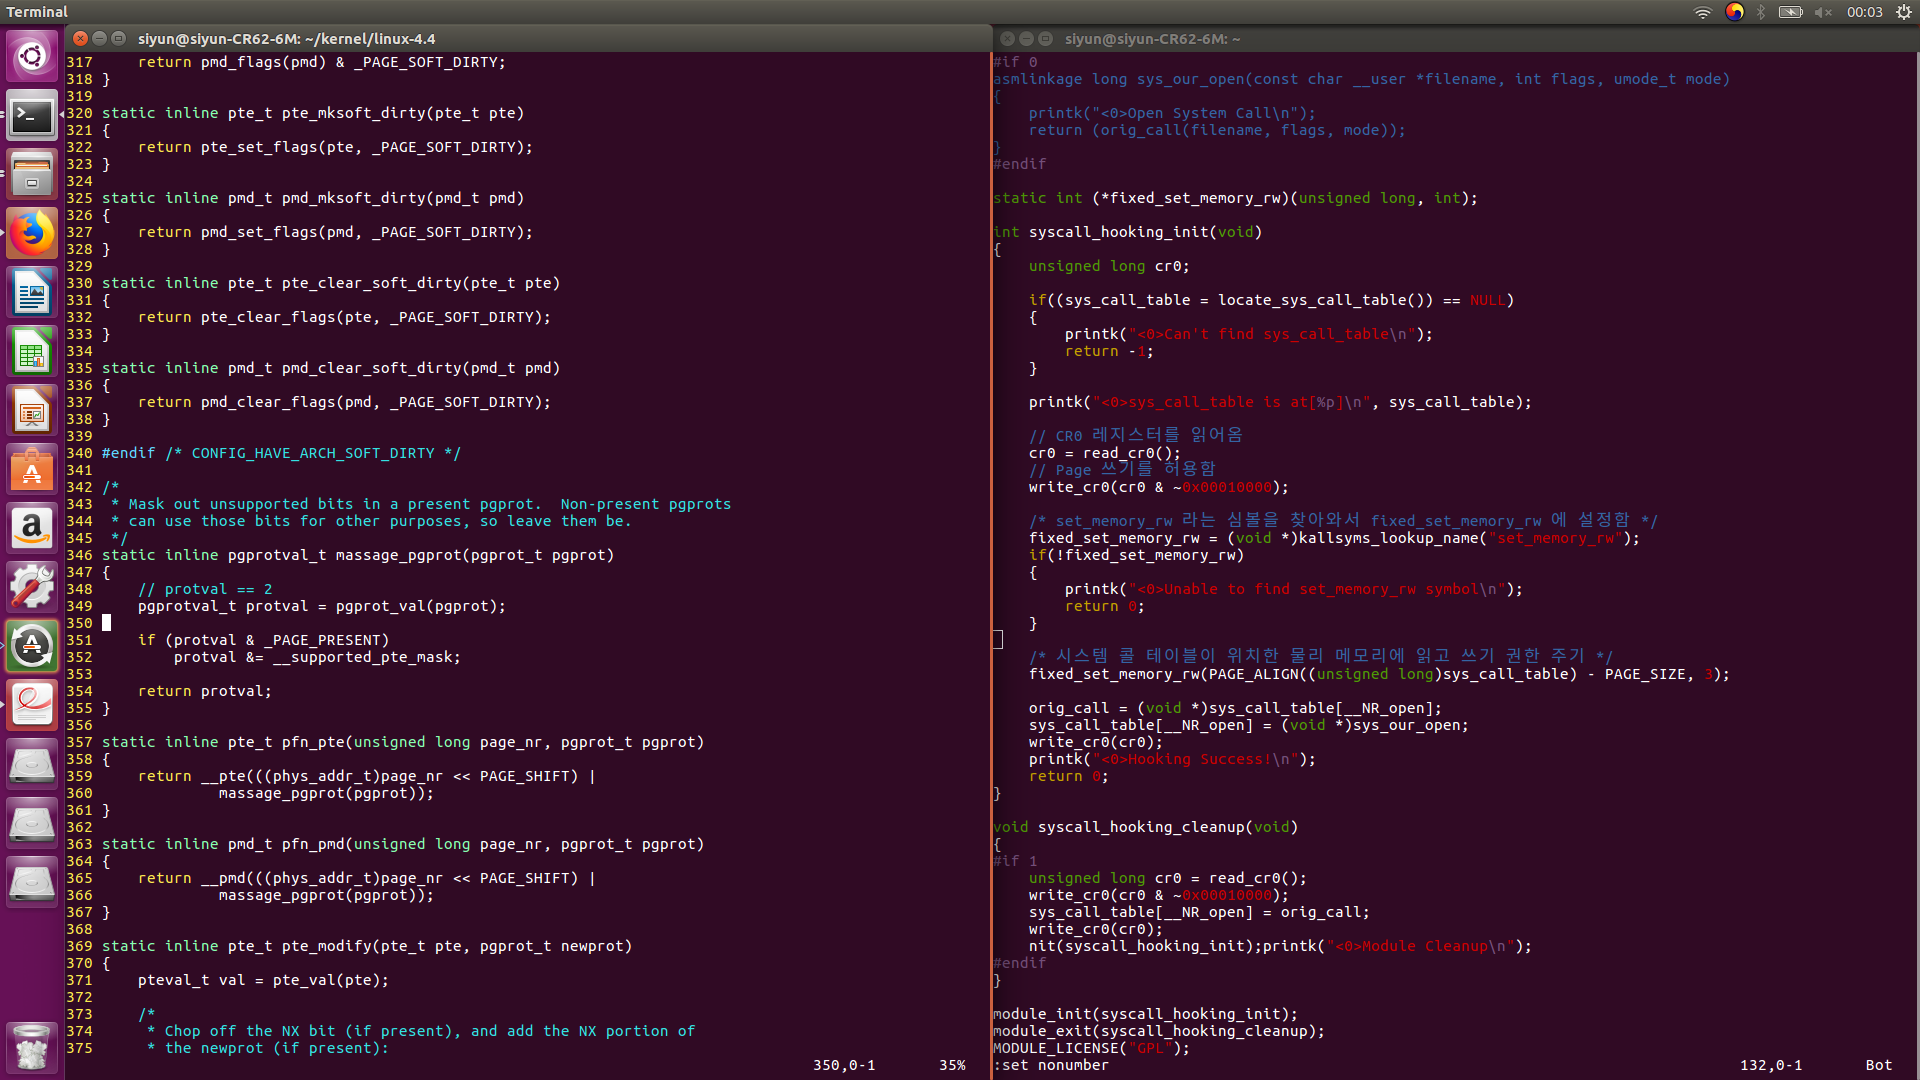 Terminal
00:03
siyun@siyun-CR62-6M: ~/kernel/linux-4.4
317     return pmd_flags(pmd) & _PAGE_SOFT_DIRTY;
318 }
319
320 static inline pte_t pte_mksoft_dirty(pte_t pte)
321 {
322     return pte_set_flags(pte, _PAGE_SOFT_DIRTY);
323 }
324
325 static inline pmd_t pmd_mksoft_dirty(pmd_t pmd)
326 {
327     return pmd_set_flags(pmd, _PAGE_SOFT_DIRTY);
328 }
329
330 static inline pte_t pte_clear_soft_dirty(pte_t pte)
331 {
332     return pte_clear_flags(pte, _PAGE_SOFT_DIRTY);
333 }
334
335 static inline pmd_t pmd_clear_soft_dirty(pmd_t pmd)
336 {
337     return pmd_clear_flags(pmd, _PAGE_SOFT_DIRTY);
338 }
339
340 #endif /* CONFIG_HAVE_ARCH_SOFT_DIRTY */
341
342 /*
343  * Mask out unsupported bits in a present pgprot.  Non-present pgprots
344  * can use those bits for other purposes, so leave them be.
345  */
346 static inline pgprotval_t massage_pgprot(pgprot_t pgprot)
347 {
348     // protval == 2
349     pgprotval_t protval = pgprot_val(pgprot);
350
351     if (protval & _PAGE_PRESENT)
352         protval &= __supported_pte_mask;
353
354     return protval;
355 }
356
357 static inline pte_t pfn_pte(unsigned long page_nr, pgprot_t pgprot)
358 {
359     return __pte(((phys_addr_t)page_nr << PAGE_SHIFT) |
360              massage_pgprot(pgprot));
361 }
362
363 static inline pmd_t pfn_pmd(unsigned long page_nr, pgprot_t pgprot)
364 {
365     return __pmd(((phys_addr_t)page_nr << PAGE_SHIFT) |
366              massage_pgprot(pgprot));
367 }
368
369 static inline pte_t pte_modify(pte_t pte, pgprot_t newprot)
370 {
371     pteval_t val = pte_val(pte);
372
373     /*
374      * Chop off the NX bit (if present), and add the NX portion of
375      * the newprot (if present):
350,0-1       35%
siyun@siyun-CR62-6M: ~
#if 0
asmlinkage long sys_our_open(const char __user *filename, int flags, umode_t mode)
{
    printk("<0>Open System Call\n");
    return (orig_call(filename, flags, mode));
}
#endif

static int (*fixed_set_memory_rw)(unsigned long, int);

int syscall_hooking_init(void)
{
    unsigned long cr0;

    if((sys_call_table = locate_sys_call_table()) == NULL)
    {
        printk("<0>Can't find sys_call_table\n");
        return -1;
    }

    printk("<0>sys_call_table is at[%p]\n", sys_call_table);

    // CR0 레지스터를 읽어옴
    cr0 = read_cr0();
    // Page 쓰기를 허용함
    write_cr0(cr0 & ~0x00010000);

    /* set_memory_rw 라는 심볼을 찾아와서 fixed_set_memory_rw 에 설정함 */
    fixed_set_memory_rw = (void *)kallsyms_lookup_name("set_memory_rw");
    if(!fixed_set_memory_rw)
    {
        printk("<0>Unable to find set_memory_rw symbol\n");
        return 0;
    }

    /* 시스템 콜 테이블이 위치한 물리 메모리에 읽고 쓰기 권한 주기 */
    fixed_set_memory_rw(PAGE_ALIGN((unsigned long)sys_call_table) - PAGE_SIZE, 3);

    orig_call = (void *)sys_call_table[__NR_open];
    sys_call_table[__NR_open] = (void *)sys_our_open;
    write_cr0(cr0);
    printk("<0>Hooking Success!\n");
    return 0;
}

void syscall_hooking_cleanup(void)
{
#if 1
    unsigned long cr0 = read_cr0();
    write_cr0(cr0 & ~0x00010000);
    sys_call_table[__NR_open] = orig_call;
    write_cr0(cr0);
    nit(syscall_hooking_init);printk("<0>Module Cleanup\n");
#endif
}

module_init(syscall_hooking_init);
module_exit(syscall_hooking_cleanup);
MODULE_LICENSE("GPL");
:set nonumber       132,0-1       Bot